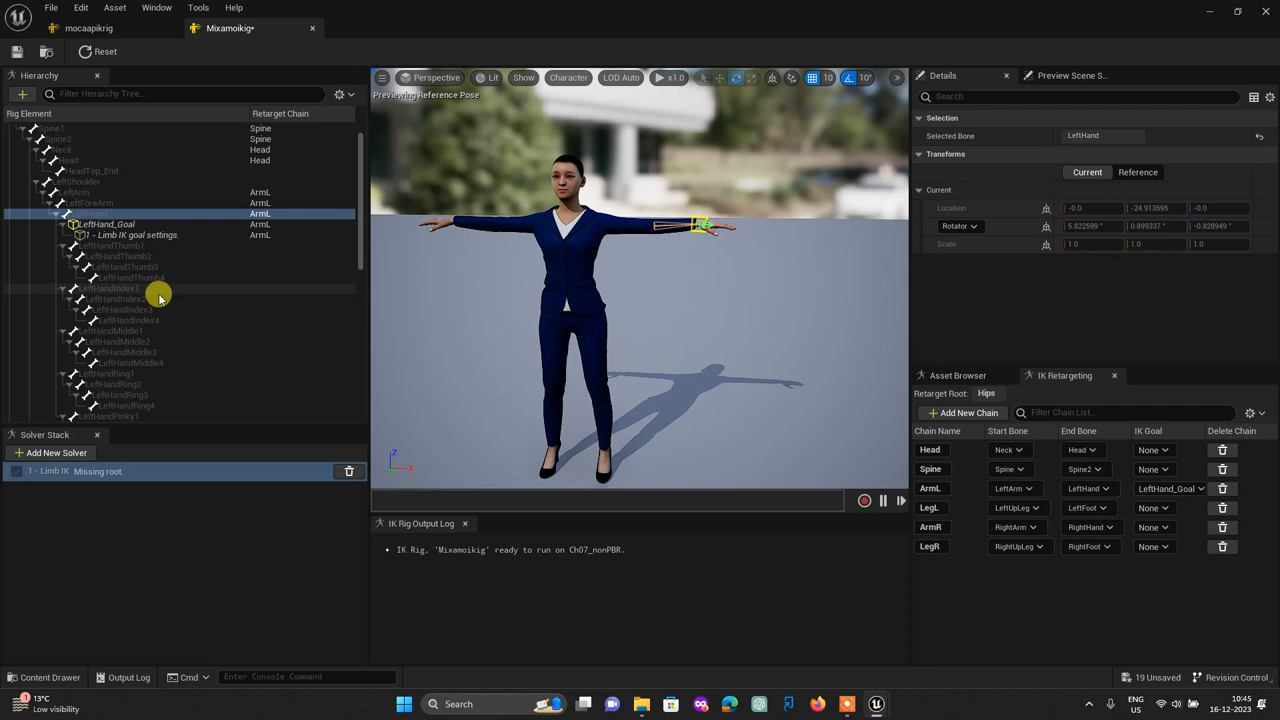 File Edit Asset Window Tools Help
mocaapikrig Mixamoikig•
Reset
Hierarchy
Filter Hierarchy Tree...
Rig Element Retarget Chain
Spine1 Spine
Spine2 Spine
Neck Head
Head Head
HeadTop_End
LeftShoulder
LeftArm ArmL
LeftForeArm ArmL
LeftHand ArmL
LeftHand_Goal ArmL
1 - Limb IK goal settings. ArmL
LeftHandThumb1
LeftHandThumb2
LeftHandThumb3
LeftHandThumb4
LeftHandIndex1
LeftHandIndex2
LeftHandIndex3
LeftHandIndex4
LeftHandMiddle1
LeftHandMiddle2
LeftHandMiddle3
LeftHandMiddle4
LeftHandRing1
LeftHandRing2
LeftHandRing3
LeftHandRing4
LeftHandPinky1
Solver Stack
Add New Solver
1 - Limb IK Missing root.
Perspective Lit Show Character LOD Auto x1.0 10 10°
Previewing Reference Pose
Z
X
IK Rig Output Log
• IK Rig, 'Mixamoikig' ready to run on Ch07_nonPBR.
Details Preview Scene S...
Search
Selection
Selected Bone LeftHand
Transforms
Current Reference
Current
Location -0.0 -24.913595 -0.0
Rotator 5.822599 ° 0.899337 ° -0.828949 °
Scale 1.0 1.0 1.0
Asset Browser IK Retargeting
Retarget Root: Hips
Add New Chain Filter Chain List...
Chain Name Start Bone End Bone IK Goal Delete Chain
Head Neck Head None
Spine Spine Spine2 None
ArmL LeftArm LeftHand LeftHand_Goal
LegL LeftUpLeg LeftFoot None
ArmR RightArm RightHand None
LegR RightUpLeg RightFoot None
Content Drawer Output Log Cmd Enter Console Command 19 Unsaved Revision Control
1 13°C
Low visibility
Search
ENG
US
10:45
16-12-2023